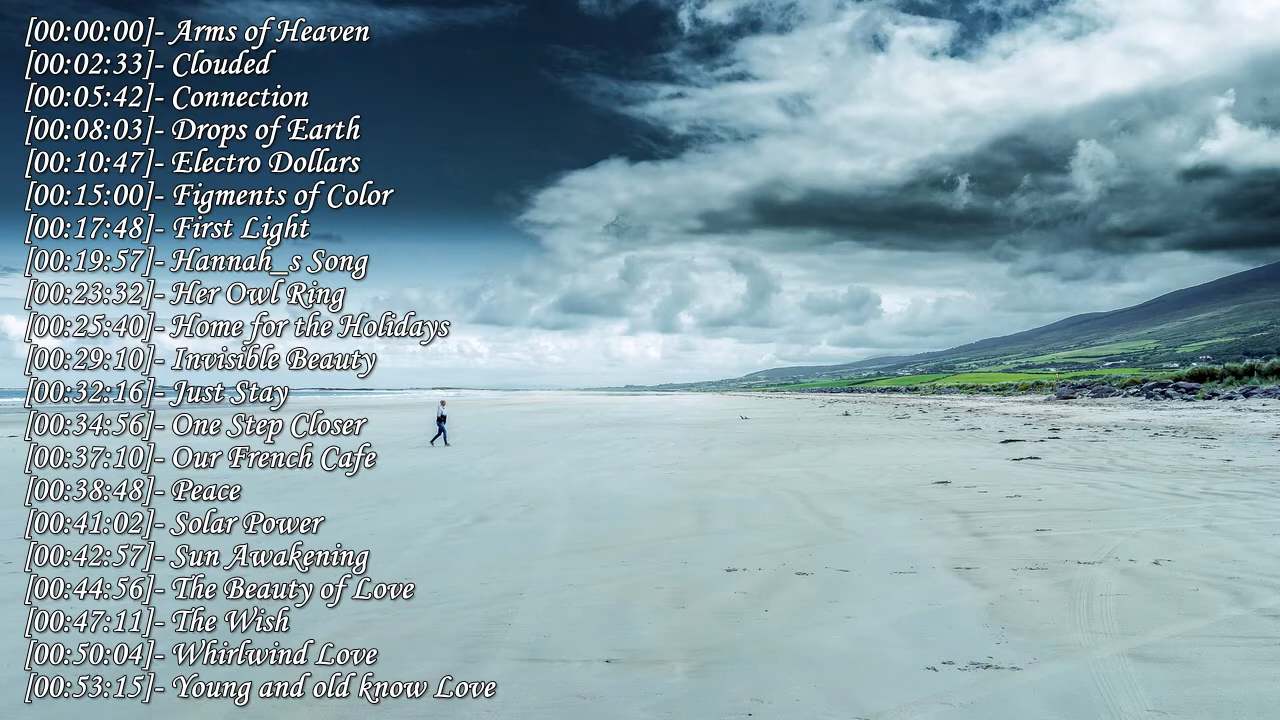 [00:00:00]- Arms of Heaven
[00:02:33]- Clouded
[00:05:42]- Connection
[00:08:03]- Drops of Earth
[00:10:47]- Electro Dollars
[00:15:00]- Figments of Color
[00:17:48]- First Light
[00:19:57]- Hannah_s Song
[00:23:32]- Her Owl Ring
[00:25:40]- Home for the Holidays
[00:29:10]- Invisible Beauty
[00:32:16]- Just Stay
[00:34:56]- One Step Closer
[00:37:10]- Our French Cafe
[00:38:48]- Peace
[00:41:02]- Solar Power
[00:42:57]- Sun Awakening
[00:44:56]- The Beauty of Love
[00:47:11]- The Wish
[00:50:04]- Whirlwind Love
[00:53:15]- Young and old know Love